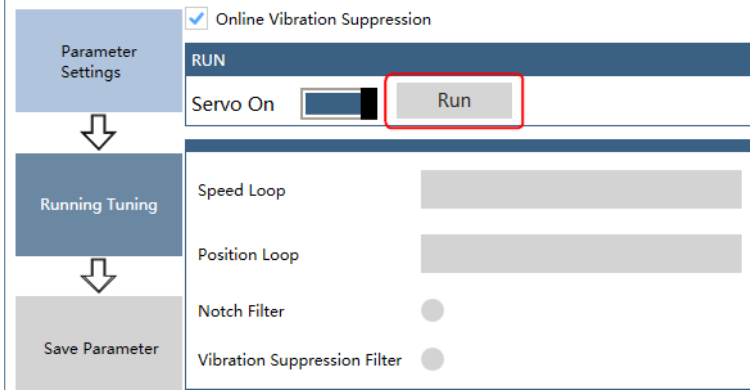 Online Vibration Suppression
Parameter
Settings
RUN
Servo On
Run
Running Tuning
Speed Loop
Position Loop
Notch Filter
Save Parameter
Vibration Suppression Filter